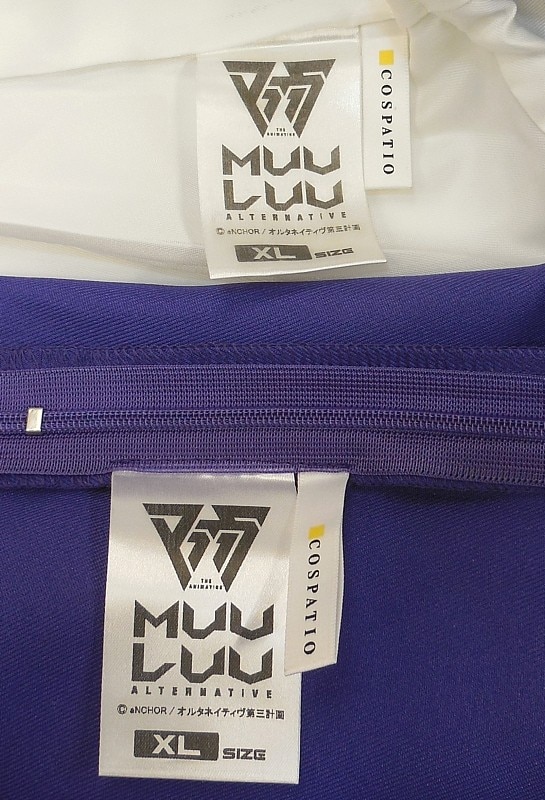 THE
ANIMATION
MUV
LUV
ALTERNATIVE
© aNCHOR / オルタネイティヴ第三計画
XL SIZE
COSPATIO
THE
ANIMATION
MUV
LUV
ALTERNATIVE
© aNCHOR / オルタネイティヴ第三計画
XL SIZE
COSPATIO